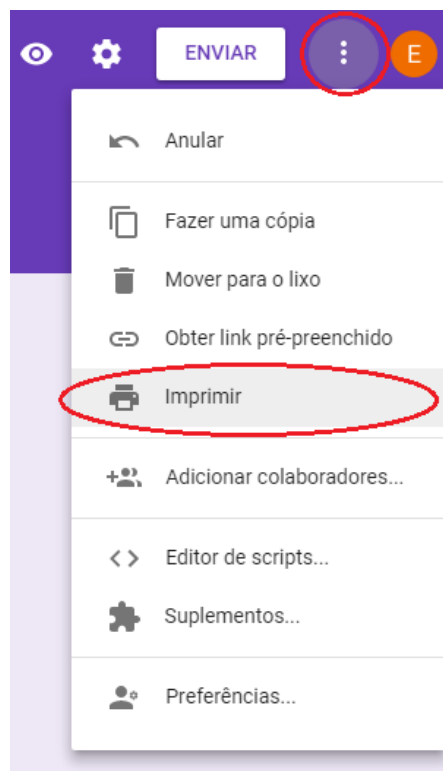 ENVIAR
E
Anular
Fazer uma cópia
Mover para o lixo
Obter link pré-preenchido
Imprimir
Adicionar colaboradores...
Editor de scripts...
Suplementos...
Preferências...